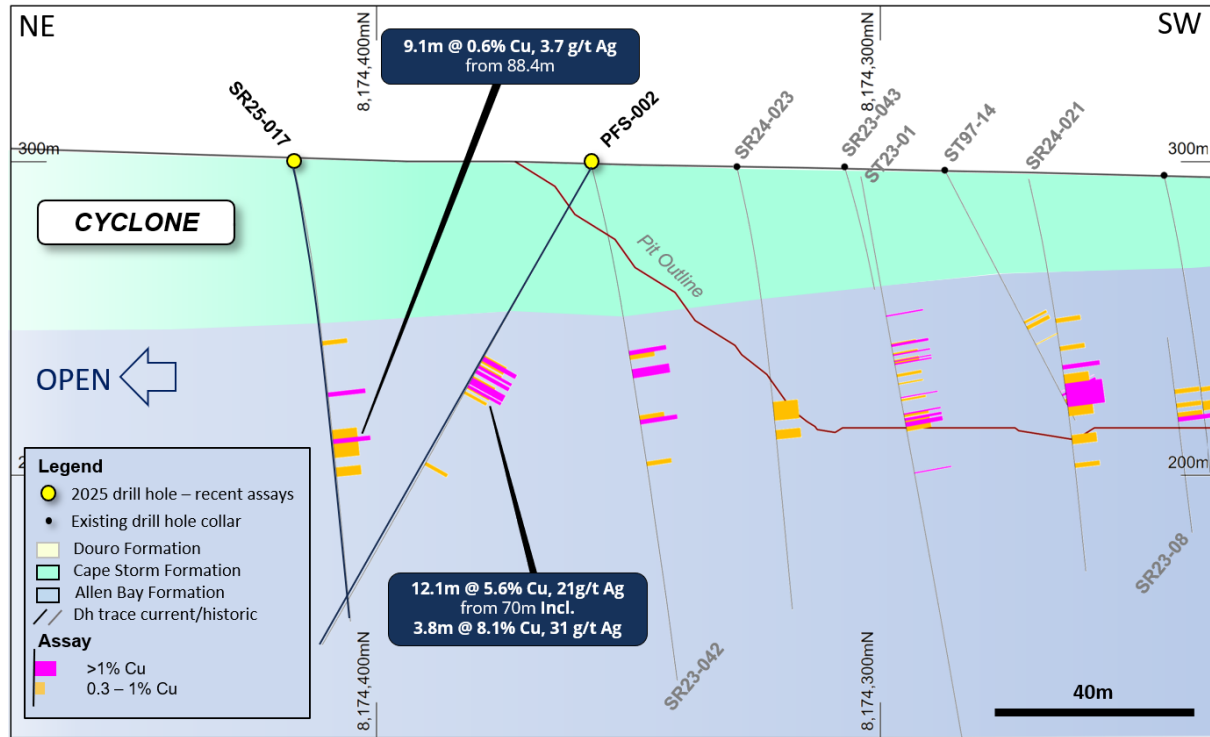 NE
SW
8,174,400mN
8,174,300mN
9.1m @ 0.6% Cu, 3.7 g/t Ag
from 88.4m
SR25-017
PFS-002
SR24-023
SR23-043
ST23-01
ST97-14
SR24-021
300m
300m
CYCLONE
Pit Outline
OPEN
200m
Legend
2025 drill hole – recent assays
Existing drill hole collar
Douro Formation
Cape Storm Formation
Allen Bay Formation
Dh trace current/historic
Assay
>1% Cu
0.3 – 1% Cu
12.1m @ 5.6% Cu, 21g/t Ag
from 70m Incl.
3.8m @ 8.1% Cu, 31 g/t Ag
SR23-042
SR23-08
8,174,400mN
8,174,300mN
40m